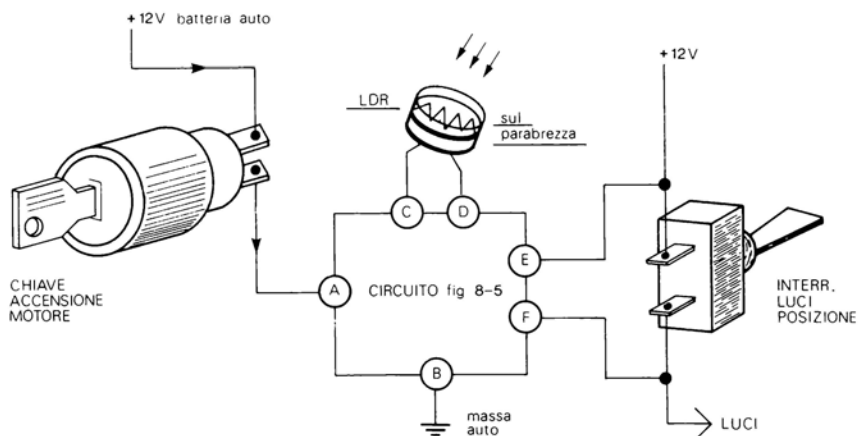 +12V batteria auto
LDR
sul
parabrezza
+12V
C
D
E
A
CIRCUITO fig 8-5
F
B
CHIAVE
ACCENSIONE
MOTORE
INTERR.
LUCI
POSIZIONE
massa
auto
LUCI